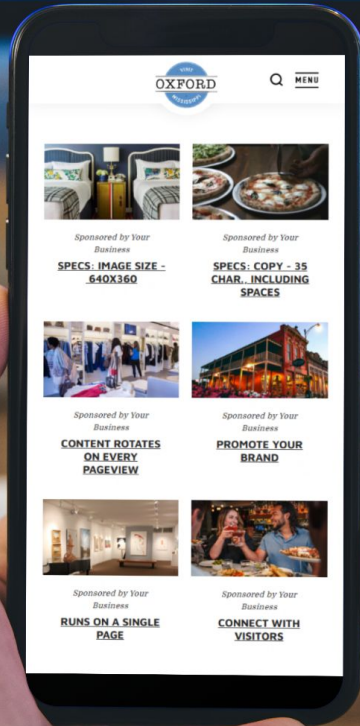 VISIT
OXFORD
MISSISSIPPI
MENU
Sponsored by Your
Business
SPECS: IMAGE SIZE -
640X360
Sponsored by Your
Business
SPECS: COPY - 35
CHAR., INCLUDING
SPACES
Sponsored by Your
Business
CONTENT ROTATES
ON EVERY
PAGEVIEW
Sponsored by Your
Business
PROMOTE YOUR
BRAND
Sponsored by Your
Business
RUNS ON A SINGLE
PAGE
Sponsored by Your
Business
CONNECT WITH
VISITORS